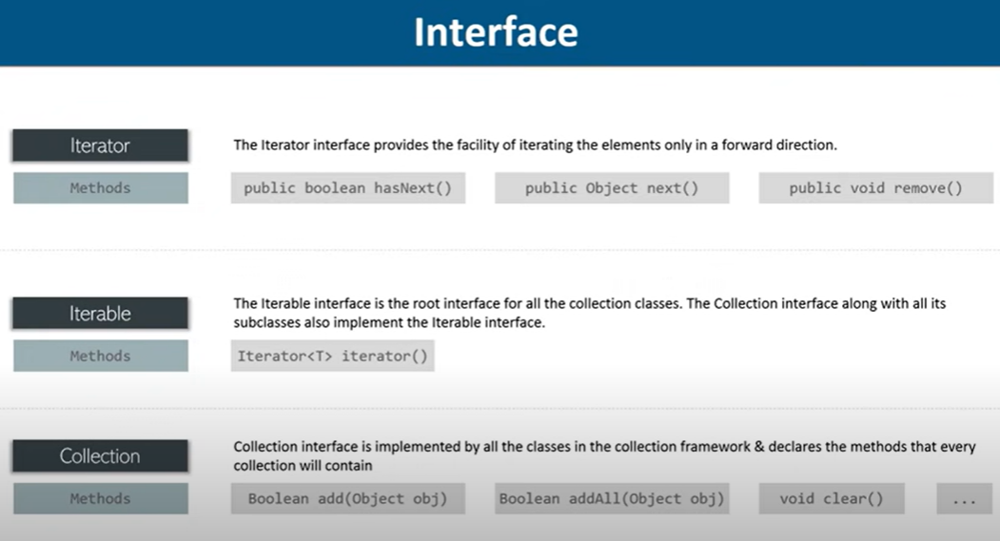 Interface
Iterator
The Iterator interface provides the facility of iterating the elements only in a forward direction.
Methods
public boolean hasNext()
public Object next()
public void remove()
Iterable
The Iterable interface is the root interface for all the collection classes. The Collection interface along with all its
subclasses also implement the Iterable interface.
Methods
Iterator<T> iterator()
Collection
Collection interface is implemented by all the classes in the collection framework & declares the methods that every
collection will contain
Methods
Boolean add(Object obj)
Boolean addAll(Object obj)
void clear()
...